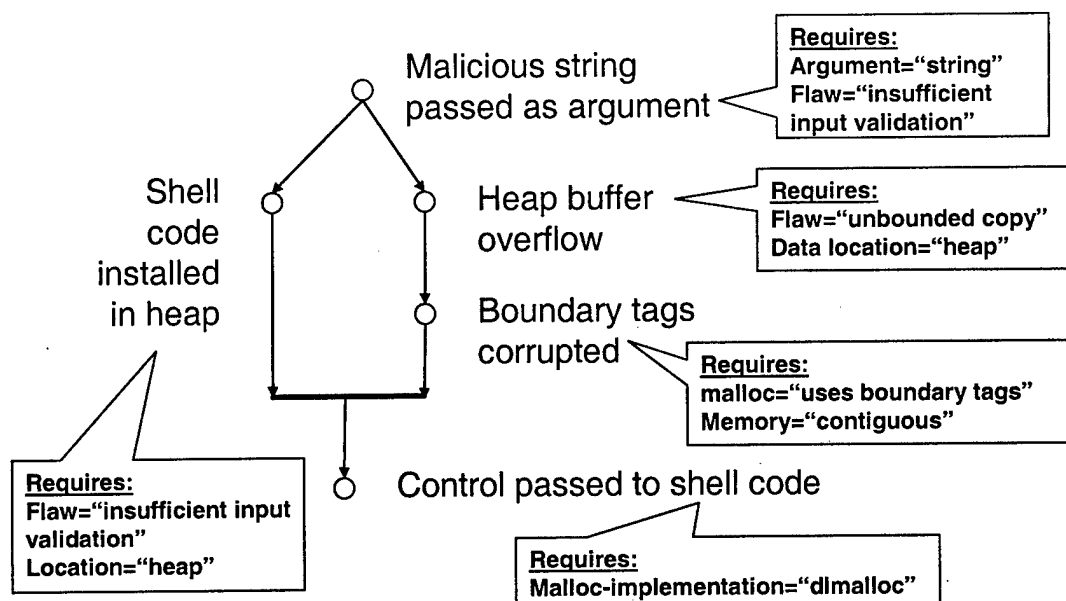 Malicious string
passed as argument
Requires:
Argument="string"
Flaw="insufficient
input validation"
Shell
code
installed
in heap
Heap buffer
overflow
Requires:
Flaw="unbounded copy"
Data location="heap"
Boundary tags
corrupted
Requires:
malloc="uses boundary tags"
Memory="contiguous"
Requires:
Flaw="insufficient input
validation"
Location="heap"
Control passed to shell code
Requires:
Malloc-implementation="dlmalloc"